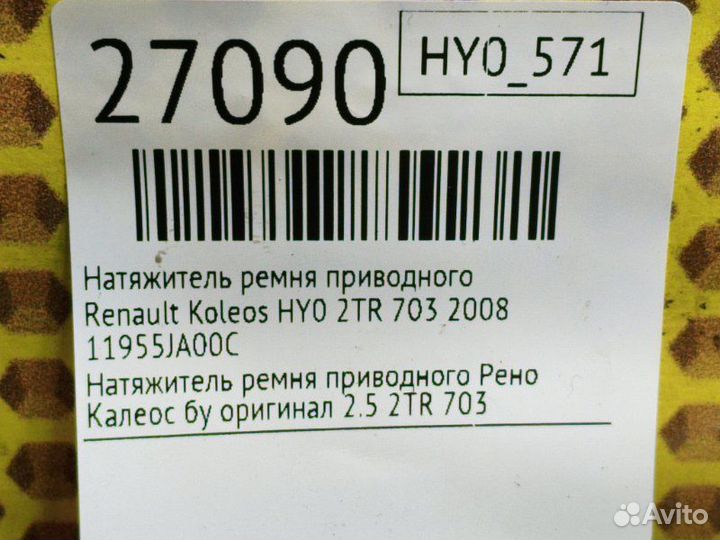 27090
HY0_571
Натяжитель ремня приводного
Renault Koleos HY0 2TR 703 2008
11955JA00C
Натяжитель ремня приводного Рено
Калеос бу оригинал 2.5 2TR 703
Avito